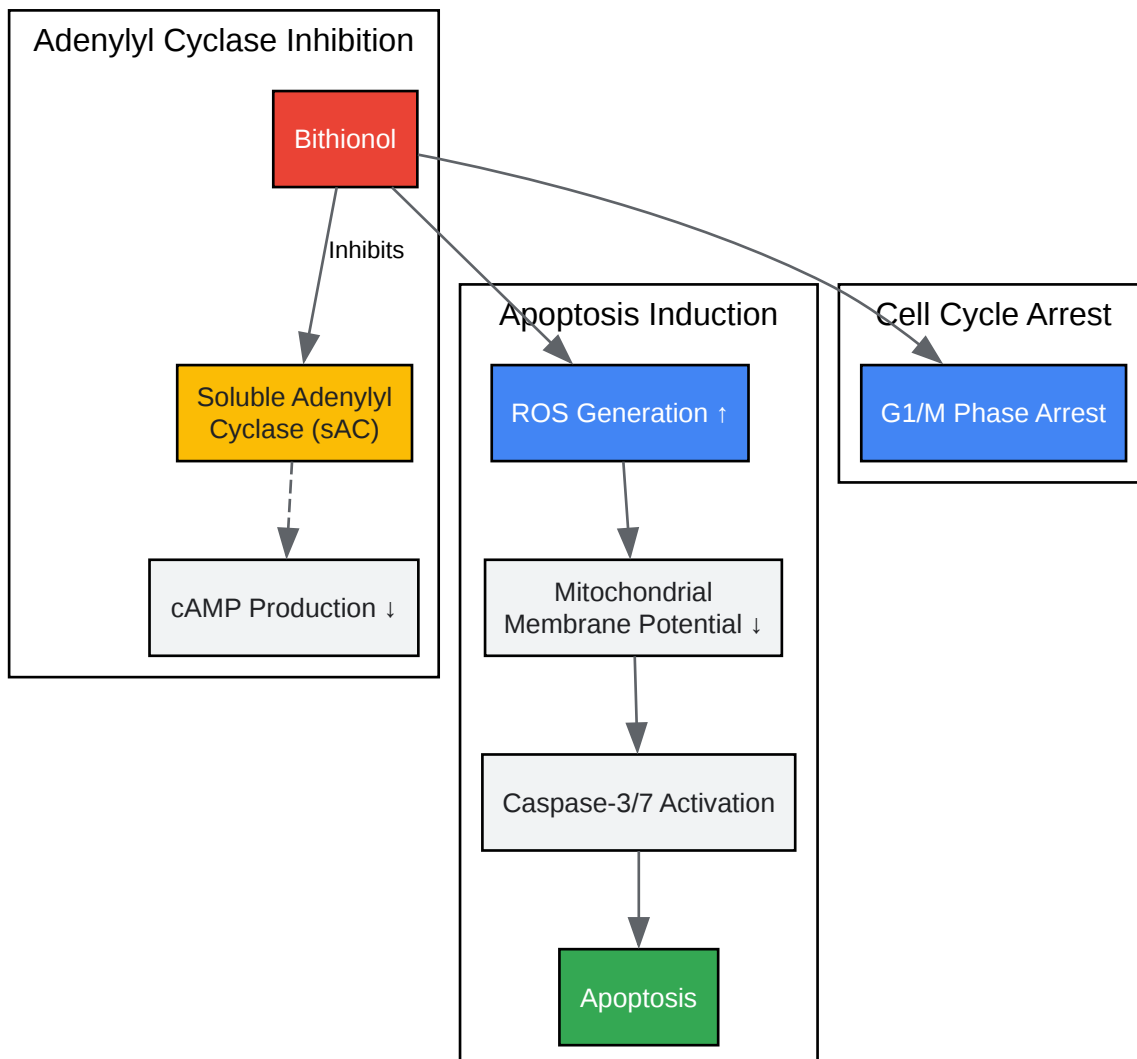 Adenylyl Cyclase Inhibition
Bithionol
Inhibits
Soluble Adenylyl
Cyclase (sAC)
cAMP Production ↓
Apoptosis Induction
ROS Generation ↑
Mitochondrial
Membrane Potential ↓
Caspase-3/7 Activation
Apoptosis
Cell Cycle Arrest
G1/M Phase Arrest